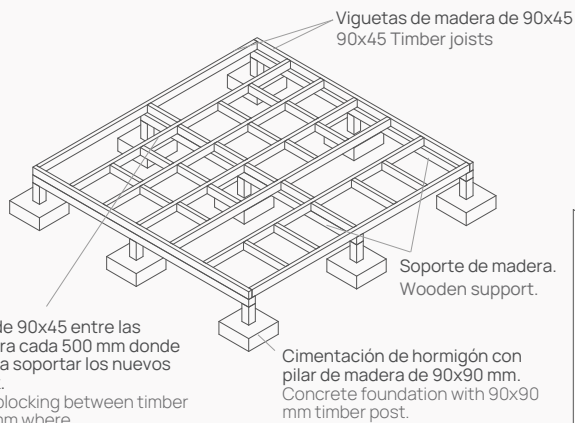 Viguetas de madera de 90x45
90x45 Timber joists
Soporte de madera.
Wooden support.
de 90x45 entre las
ra cada 500 mm donde
a soportar los nuevos
blocking between timber
mm where
Cimentación de hormigón con
pilar de madera de 90x90 mm.
Concrete foundation with 90x90
mm timber post.